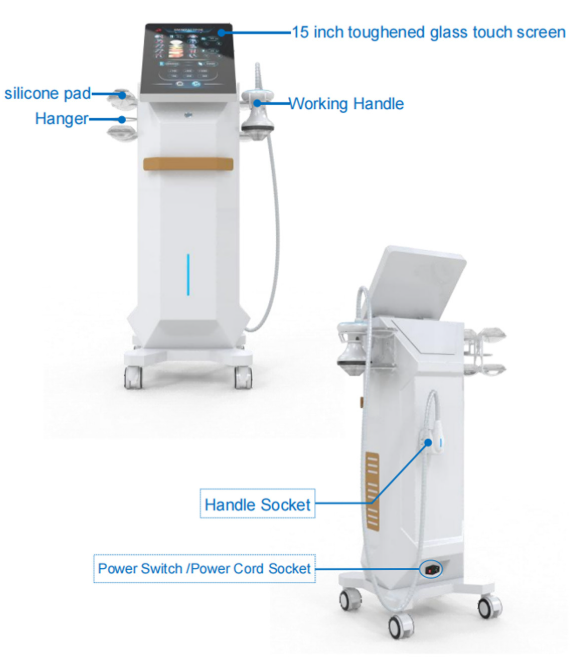 15 inch toughened glass touch screen
silicone pad
Working Handle
Hanger
Handle Socket
Power Switch /Power Cord Socket